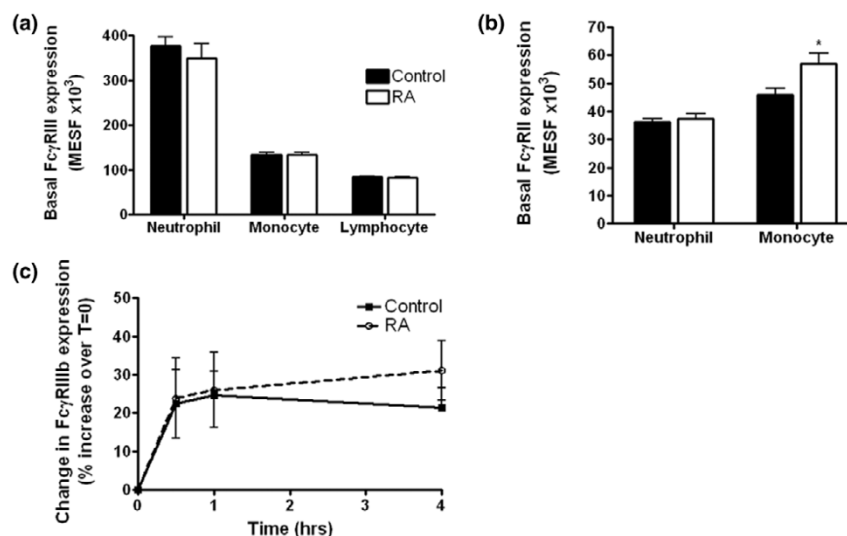 (a)
Basal FcγRIII expression
(MESF x10³)
400
300
200
100
0
Control
RA
Neutrophil Monocyte Lymphocyte
(b)
Basal FcγRII expression
(MESF x10³)
70
60
50
40
30
20
10
0
*
Neutrophil Monocyte
(c)
Change in FcγRIIIb expression
(% increase over T=0)
50
40
30
20
10
0
Control
RA
0 1 2 3 4
Time (hrs)